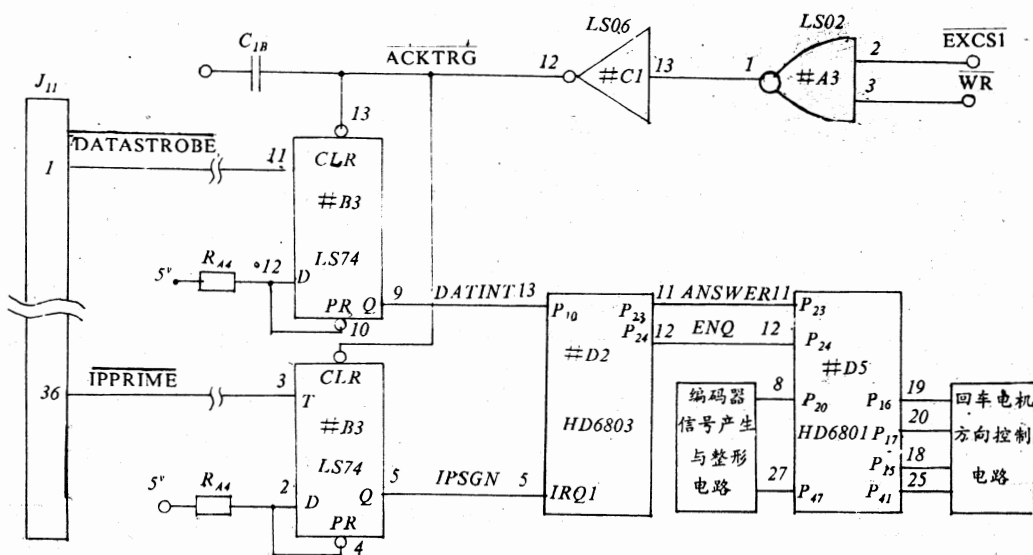 LS06
LS02
C1B
ACKTRG
12
#C1
13
1
#A3
2
EXCS1
3
WR
J11
13
DATASTROBE
1
11
CLR
#B3
LS74
5v
RA4
12
D
PR
Q
9
DATINT
13
10
P10
P23
P24
#D2
HD6803
IRQ1
11
ANSWER
11
12
ENQ
12
P23
P24
#D5
HD6801
P20
P47
P16
P17
P15
P41
36
IPPRIME
3
T
CLR
#B3
LS74
5v
RA4
2
D
Q
PR
4
5
IPSGN
5
编码器
信号产生
与整形
电路
8
27
19
20
18
25
回车电机
方向控制
电路